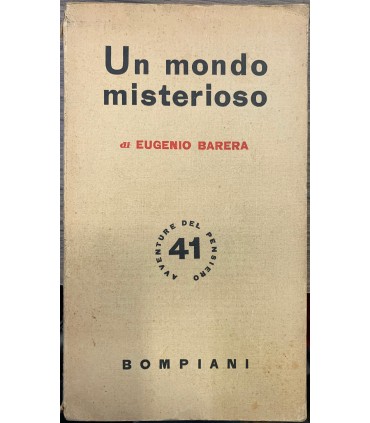 Un mondo
misterioso
di EUGENIO BARERA
AVVENTURE DEL PENSIERO
41
BOMPIANI